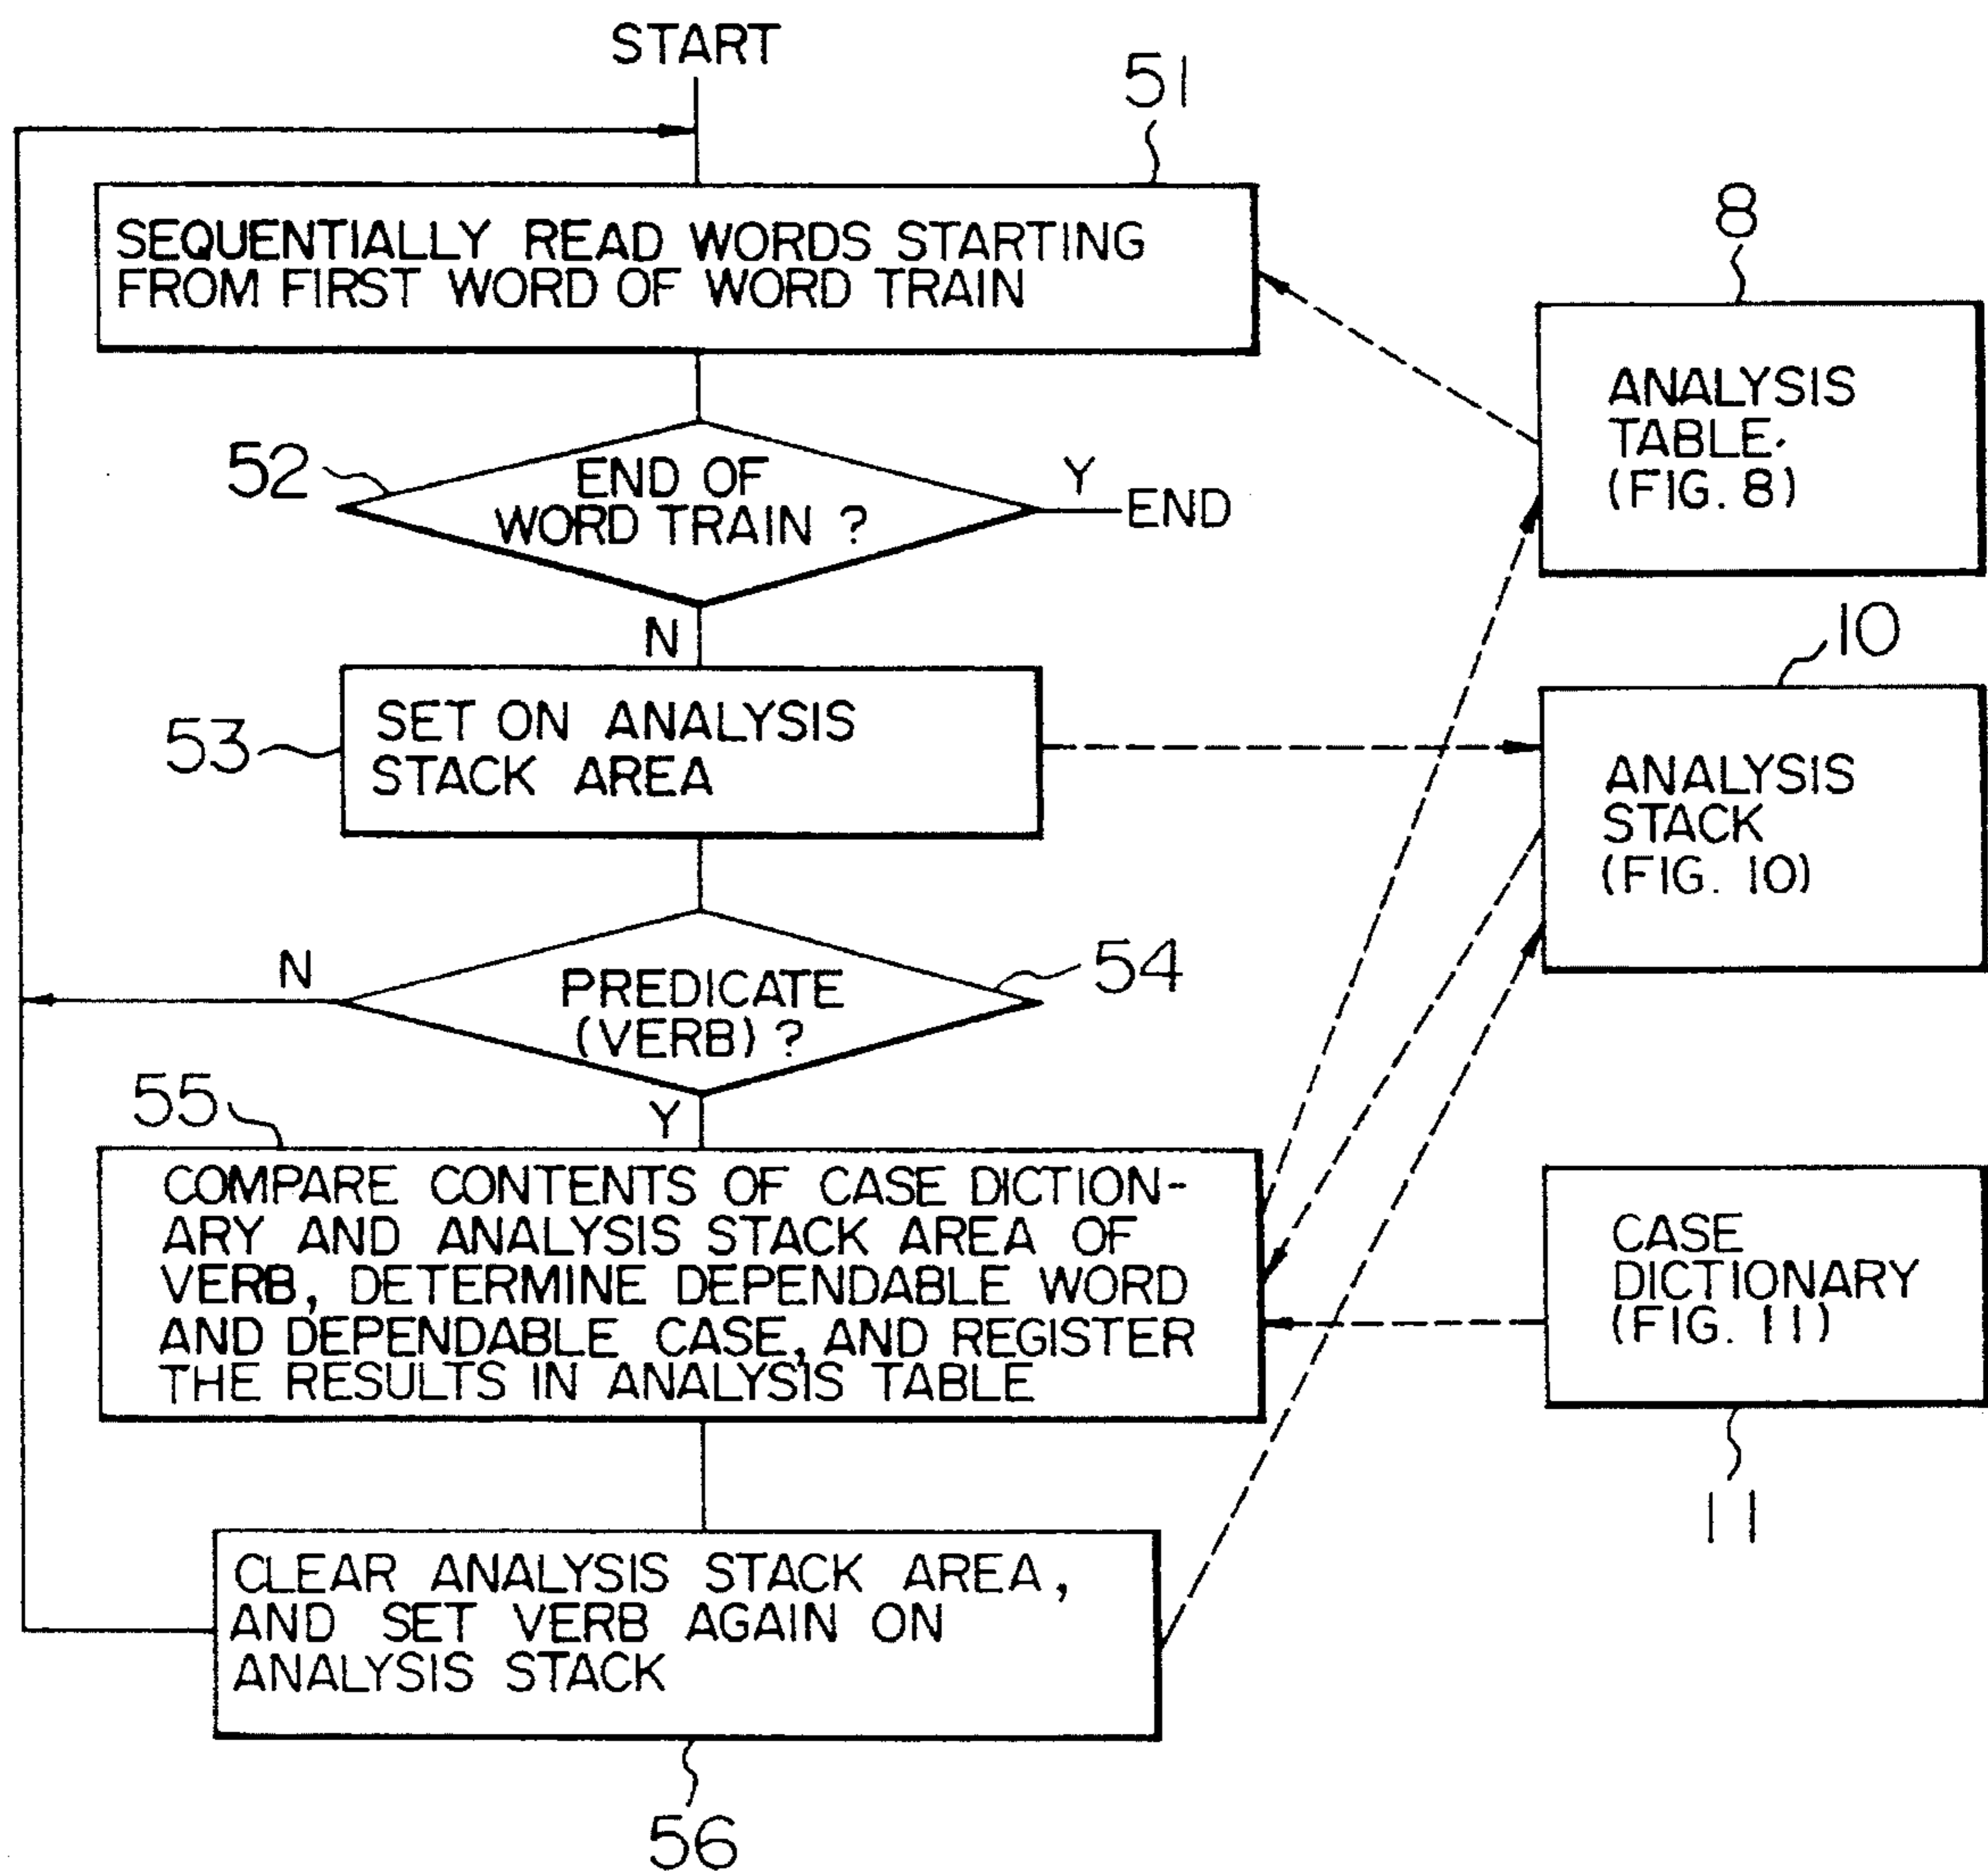 START
51
SEQUENTIALLY READ WORDS STARTING
FROM FIRST WORD OF WORD TRAIN
8
ANALYSIS
TABLE.
(FIG. 8)
52
END OF
WORD TRAIN ?
Y
END
N
10
53
SET ON ANALYSIS
STACK AREA
ANALYSIS
STACK
(FIG. 10)
N
PREDICATE
(VERB) ?
54
Y
55
COMPARE CONTENTS OF CASE DICTION-
ARY AND ANALYSIS STACK AREA OF
VERB, DETERMINE DEPENDABLE WORD
AND DEPENDABLE CASE, AND REGISTER
THE RESULTS IN ANALYSIS TABLE
CASE
DICTIONARY
(FIG. 11)
11
CLEAR ANALYSIS STACK AREA,
AND SET VERB AGAIN ON
ANALYSIS STACK
56